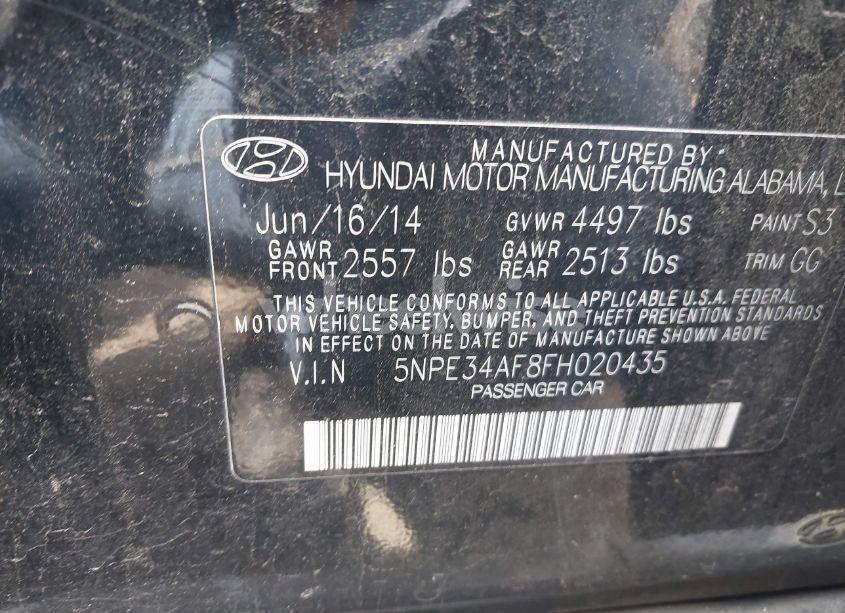 MANUFACTURED BY:
HYUNDAI MOTOR MANUFACTURING ALABAMA, L
Jun/16/14 GVWR 4497 lbs PAINT S3
GAWR FRONT 2557 lbs GAWR REAR 2513 lbs TRIM GG
THIS VEHICLE CONFORMS TO ALL APPLICABLE U.S.A. FEDERAL
MOTOR VEHICLE SAFETY, BUMPER, AND THEFT PREVENTION STANDARDS
IN EFFECT ON THE DATE OF MANUFACTURE SHOWN ABOVE
V.I.N 5NPE34AF8FH020435
PASSENGER CAR